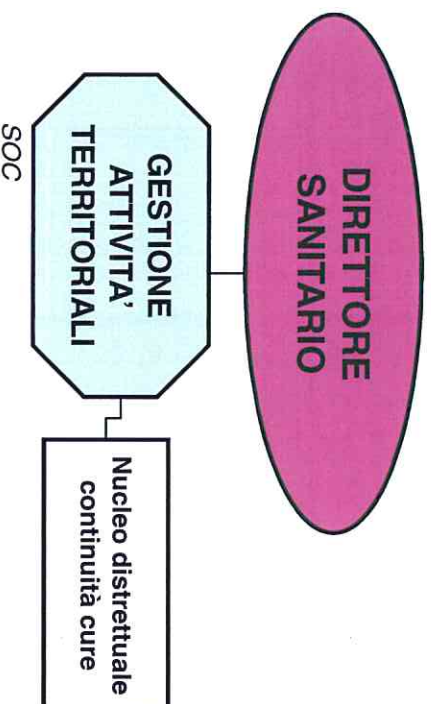 DIRETTORE
SANITARIO
GESTIONE
ATTIVITA'
TERRITORIALI
SOC
Nucleo distrettuale
continuità cure